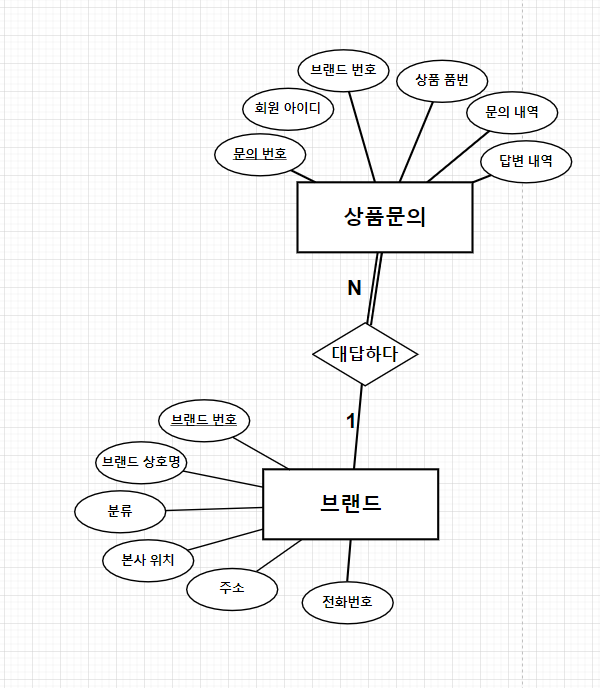 브랜드 번호
상품 품번
회원 아이디
문의 내역
문의 번호
답변 내역
상품문의
N
대답하다
1
브랜드 번호
브랜드 상호명
브랜드
분류
본사 위치
주소
전화번호